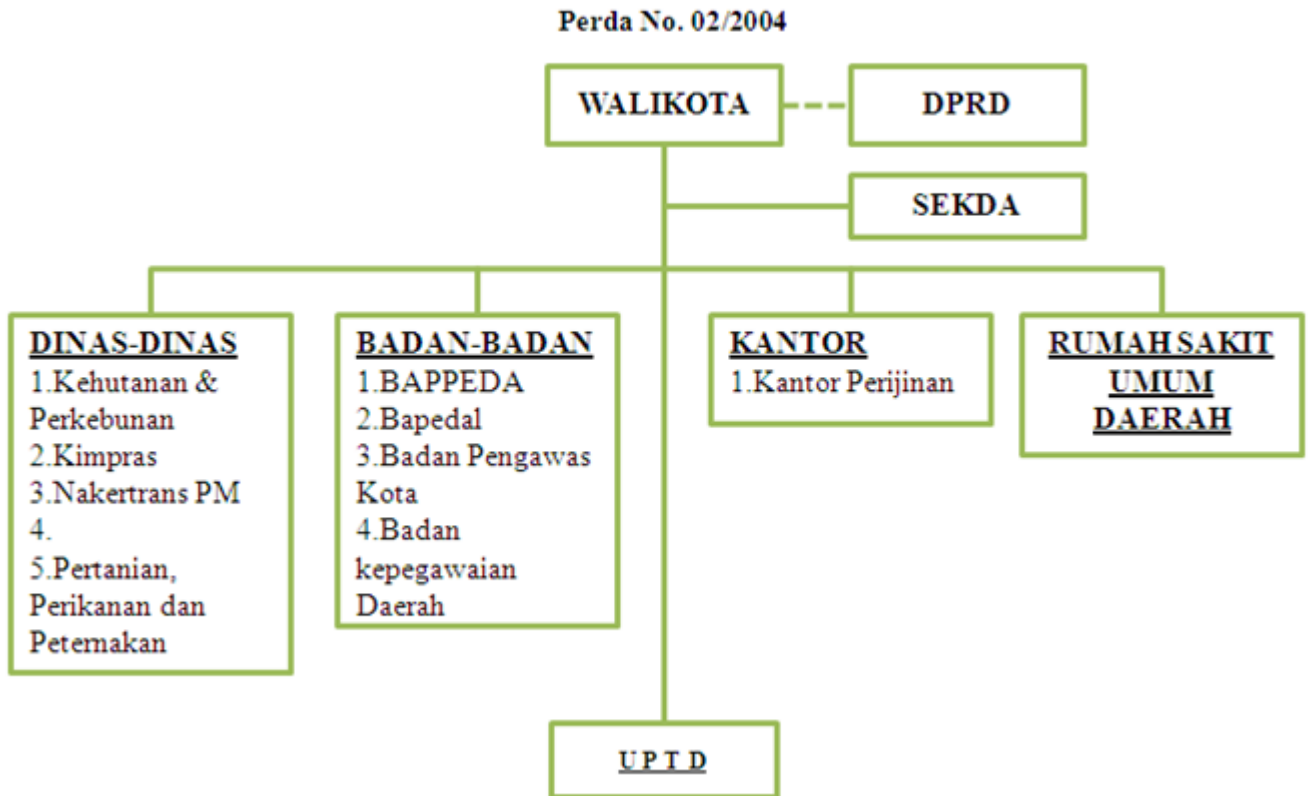 Perda No. 02/2004
WALIKOTA
DPRD
SEKDA
DINAS-DINAS
1.Kehutanan &
Perkebunan
2.Kimpras
3.Nakertrans PM
4.
5.Pertanian,
Perikanan dan
Peternakan
BADAN-BADAN
1.BAPPEDA
2.Bapedal
3.Badan Pengawas
Kota
4.Badan
kepegawaian
Daerah
KANTOR
1.Kantor Perijinan
RUMAH SAKIT
UMUM
DAERAH
U P T D